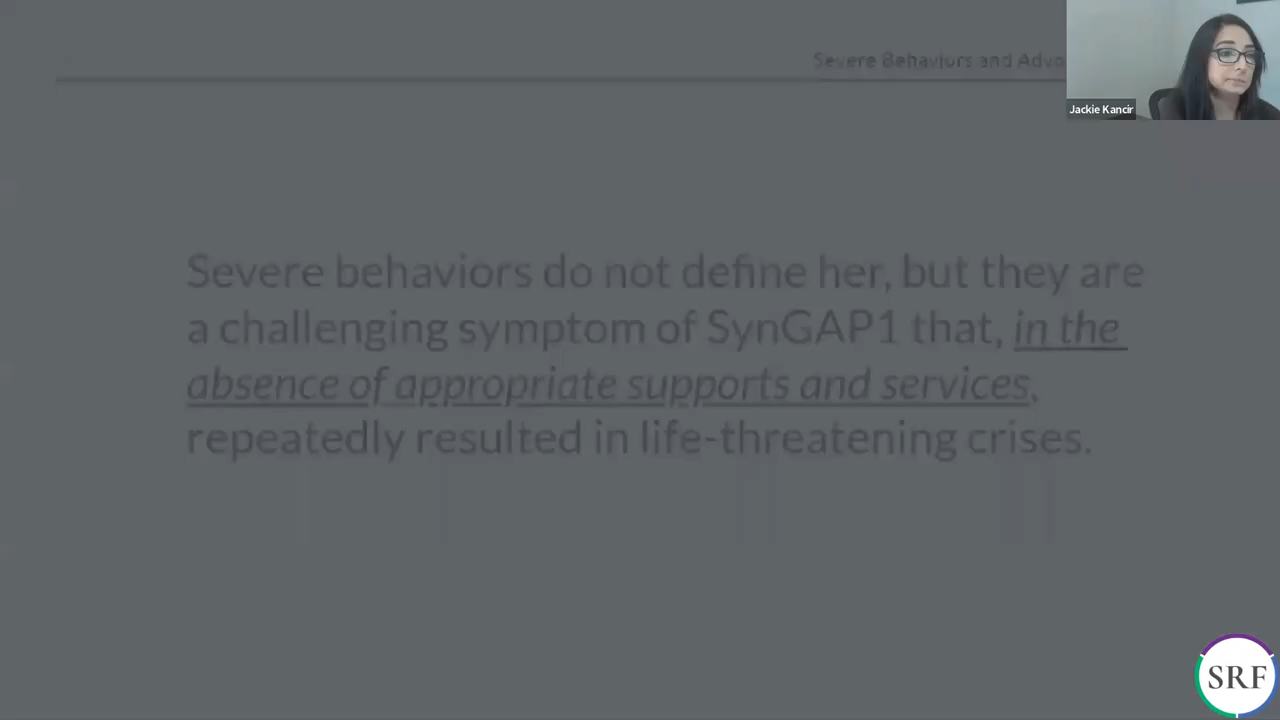 Severe Behaviors and Advo
Jackie Kancir
Severe behaviors do not define her, but they are
a challenging symptom of SynGAP1 that, in the
absence of appropriate supports and services,
repeatedly resulted in life-threatening crises.
SRF